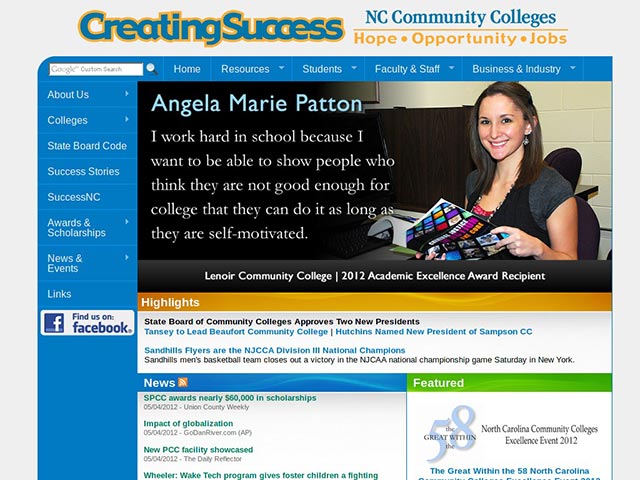 CreatingSuccess
NC Community Colleges
Hope • Opportunity • Jobs
Google™ Custom Search
Home
Resources
Students
Faculty & Staff
Business & Industry
About Us
Colleges
State Board Code
Success Stories
SuccessNC
Awards &
Scholarships
News &
Events
Links
Find us on:
facebook
Angela Marie Patton
I work hard in school because I
want to be able to show people who
think they are not good enough for
college that they can do it as long as
they are self-motivated.
Lenoir Community College | 2012 Academic Excellence Award Recipient
Highlights
State Board of Community Colleges Approves Two New Presidents
Tansey to Lead Beaufort Community College | Hutchins Named New President of Sampson CC
Sandhills Flyers are the NJCCA Division III National Champions
Sandhills men's basketball team closes out a victory in the NJCAA national championship game Saturday in New York.
News
SPCC awards nearly $60,000 in scholarships
05/04/2012 - Union County Weekly
Impact of globalization
05/04/2012 - GoDanRiver.com (AP)
New PCC facility showcased
05/04/2012 - The Daily Reflector
Wheeler: Wake Tech program gives foster children a fighting
Featured
the
58
GREAT WITHIN the
North Carolina Community Colleges
Excellence Event 2012
The Great Within the 58 North Carolina
Community Colleges Excellence Event 2012